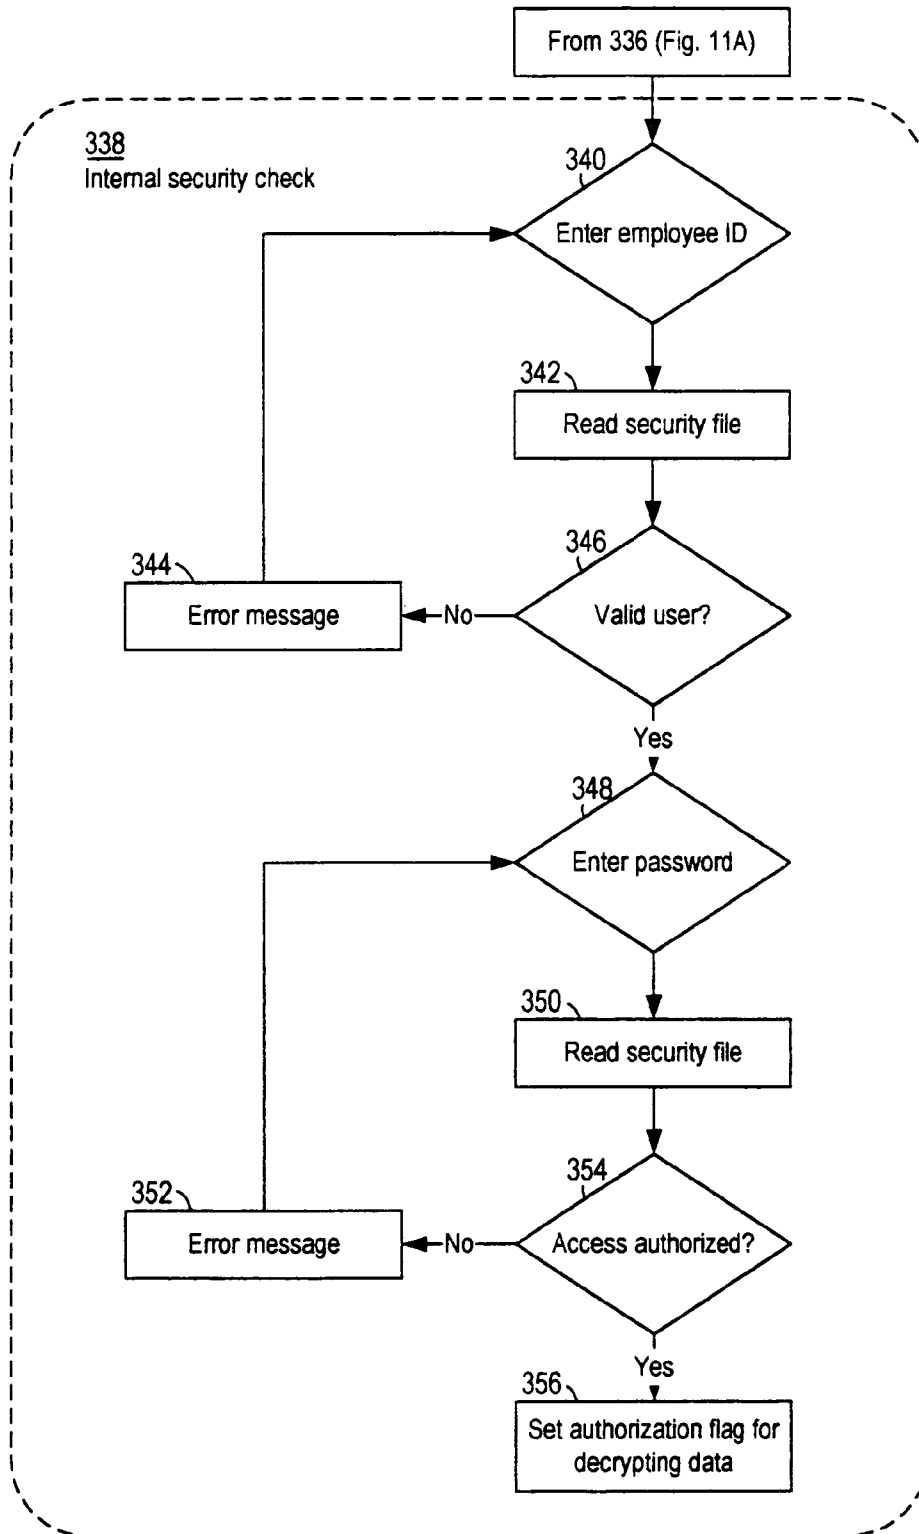 From 336 (Fig. 11A)
338
Internal security check
340
Enter employee ID
342
Read security file
346
Valid user?
344
Error message
No
Yes
348
Enter password
350
Read security file
354
Access authorized?
352
Error message
No
Yes
356
Set authorization flag for
decrypting data